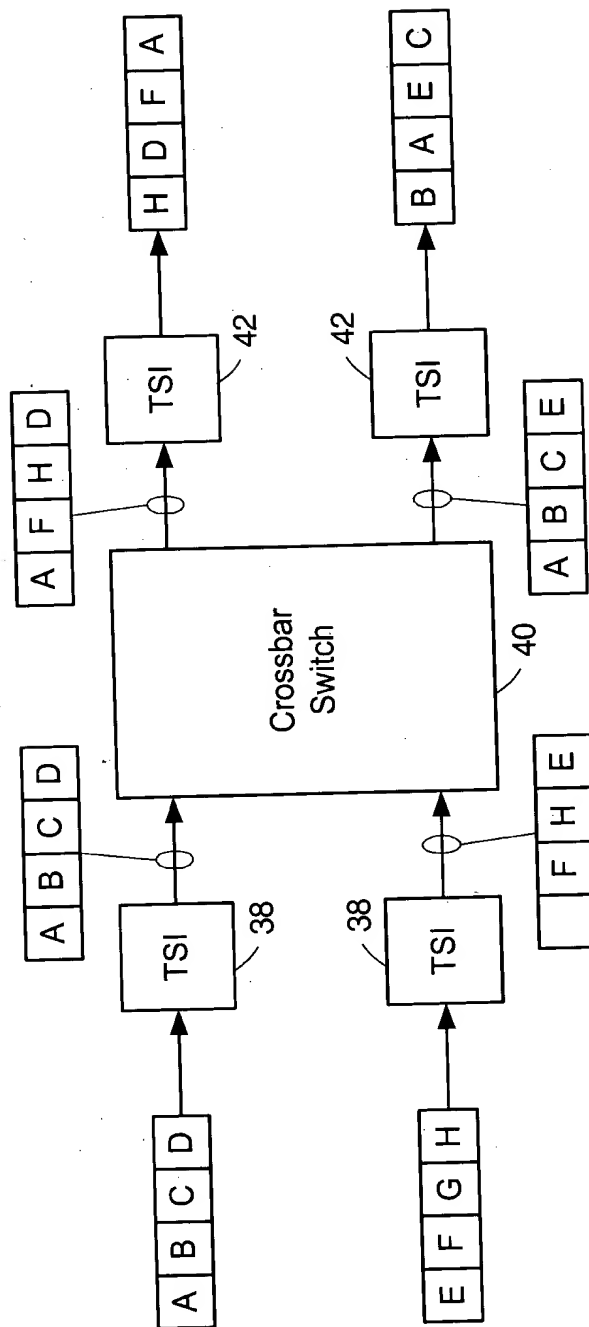 A B C D
A F H D
H D F A
A B C D
TSI
38
TSI
42
Crossbar
Switch
40
E F G H
TSI
38
TSI
42
B A E C
F H E
A B C E